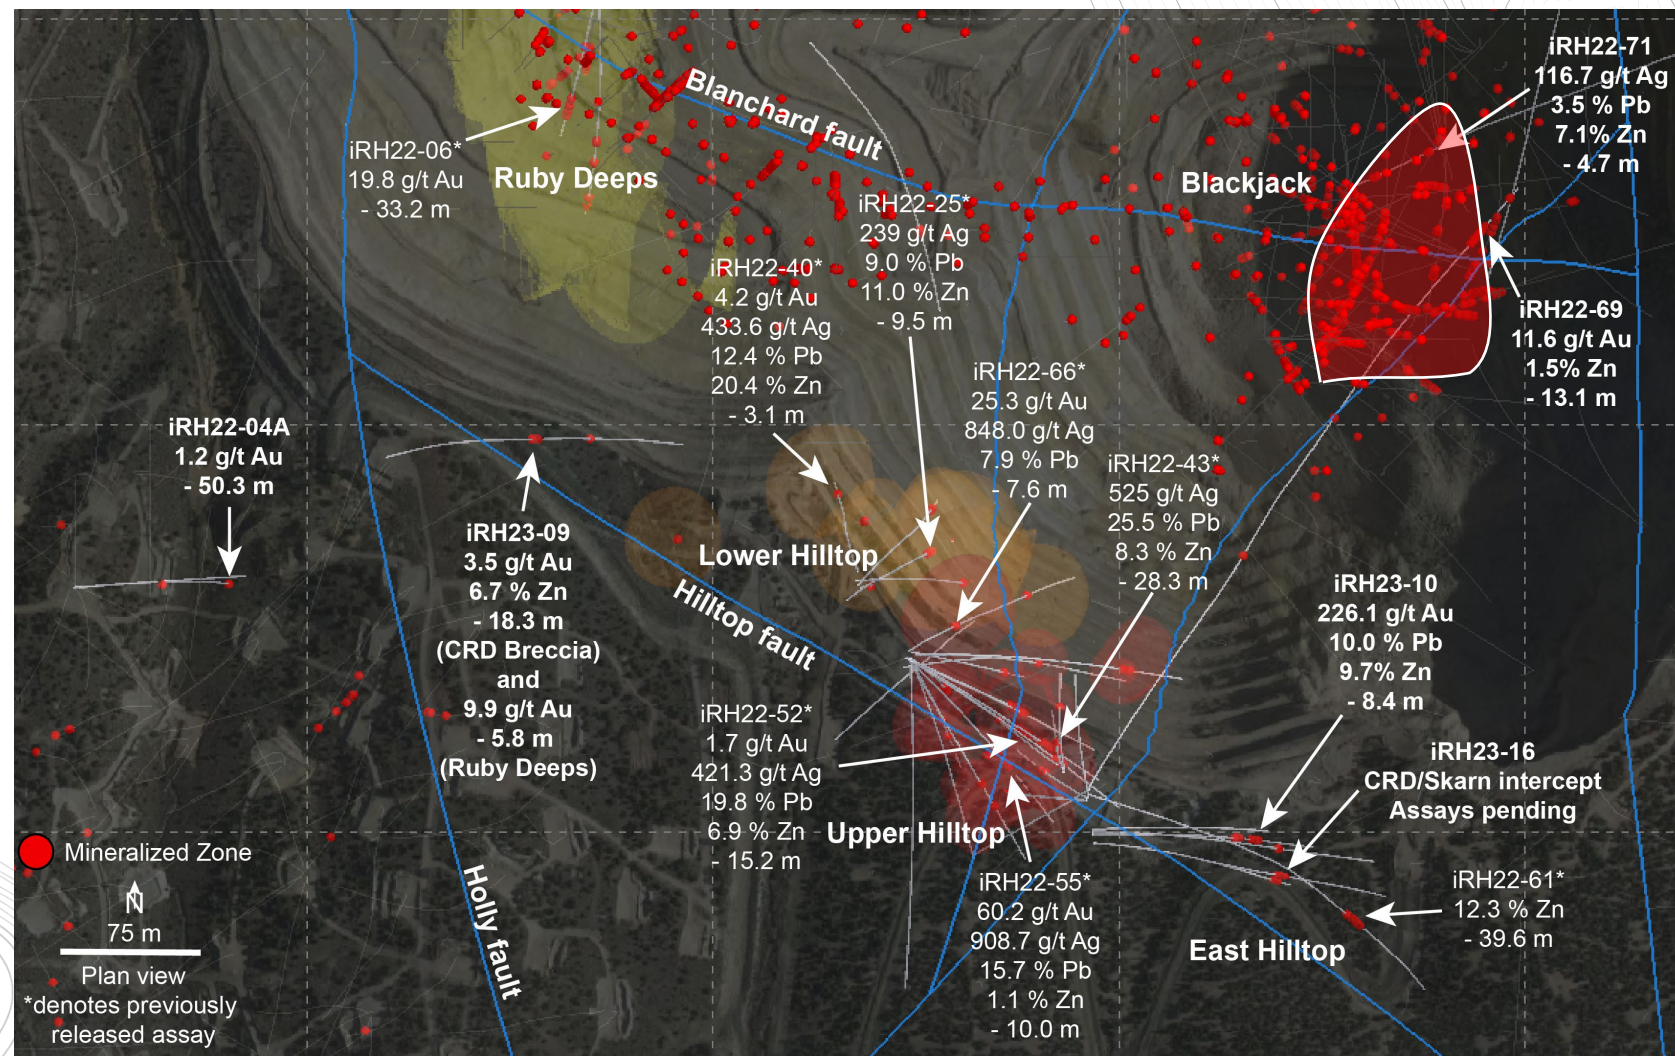 iRH22-71
116.7 g/t Ag
3.5 % Pb
7.1% Zn
- 4.7 m
Blanchard fault
iRH22-06*
19.8 g/t Au
- 33.2 m
Ruby Deeps
Blackjack
iRH22-25*
239 g/t Ag
9.0 % Pb
11.0 % Zn
- 9.5 m
iRH22-40*
4.2 g/t Au
433.6 g/t Ag
12.4 % Pb
20.4 % Zn
- 3.1 m
iRH22-69
11.6 g/t Au
1.5% Zn
- 13.1 m
iRH22-66*
25.3 g/t Au
848.0 g/t Ag
7.9 % Pb
- 7.6 m
iRH22-04A
1.2 g/t Au
- 50.3 m
iRH22-43*
525 g/t Ag
25.5 % Pb
8.3 % Zn
- 28.3 m
iRH23-09
3.5 g/t Au
6.7 % Zn
- 18.3 m
(CRD Breccia)
and
9.9 g/t Au
- 5.8 m
(Ruby Deeps)
Lower Hilltop
Hilltop fault
iRH23-10
226.1 g/t Au
10.0 % Pb
9.7% Zn
- 8.4 m
iRH22-52*
1.7 g/t Au
421.3 g/t Ag
19.8 % Pb
6.9 % Zn
- 15.2 m
iRH23-16
CRD/Skarn intercept
Assays pending
Upper Hilltop
Mineralized Zone
Holly fault
iRH22-55*
60.2 g/t Au
908.7 g/t Ag
15.7 % Pb
1.1 % Zn
- 10.0 m
iRH22-61*
12.3 % Zn
- 39.6 m
East Hilltop
N
75 m
Plan view
*denotes previously
released assay